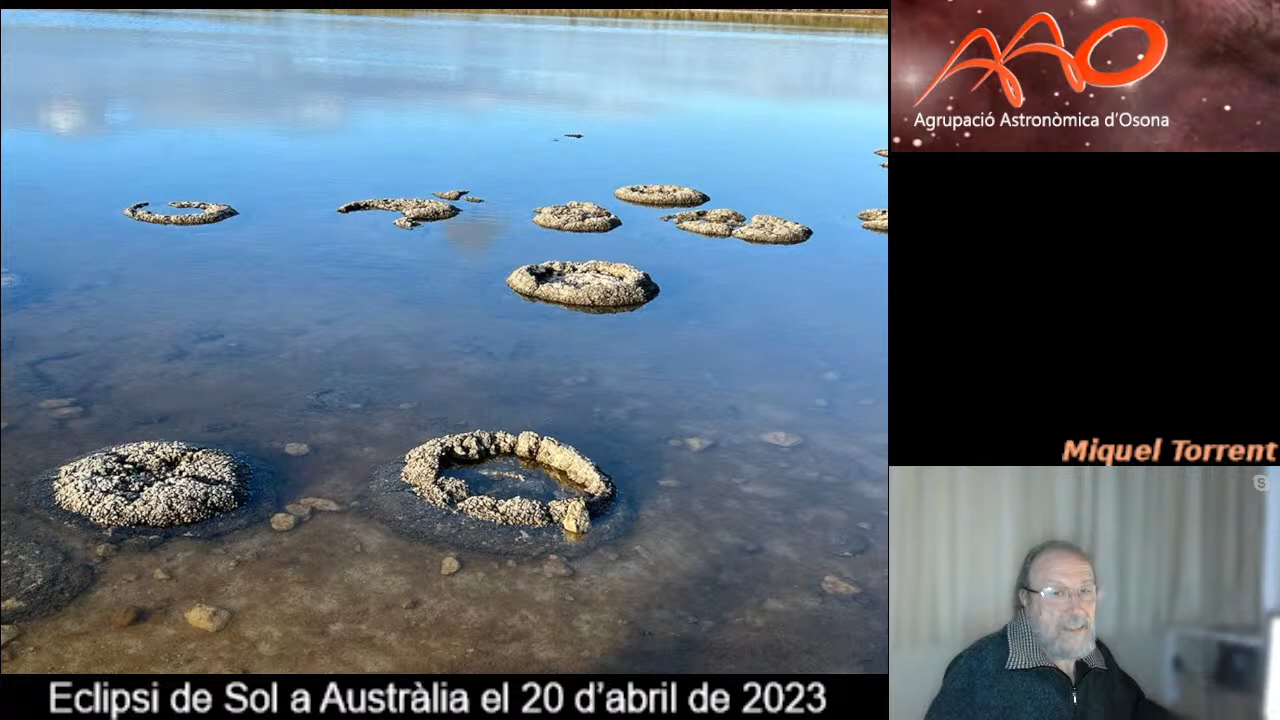 AAO
Agrupació Astronòmica d'Osona
Miquel Torrent
S
Eclipsi de Sol a Austràlia el 20 d'abril de 2023